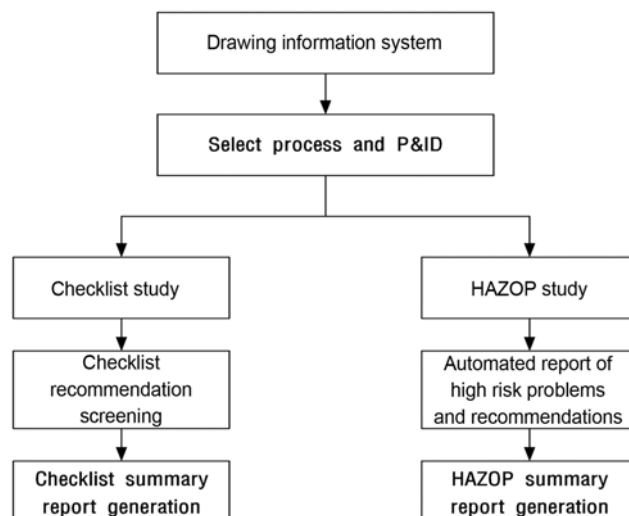 Drawing information system
Select process and P&ID
Checklist study
HAZOP study
Checklist
recommendation
screening
Automated report of
high risk problems
and recommendations
Checklist summary
report generation
HAZOP summary
report generation